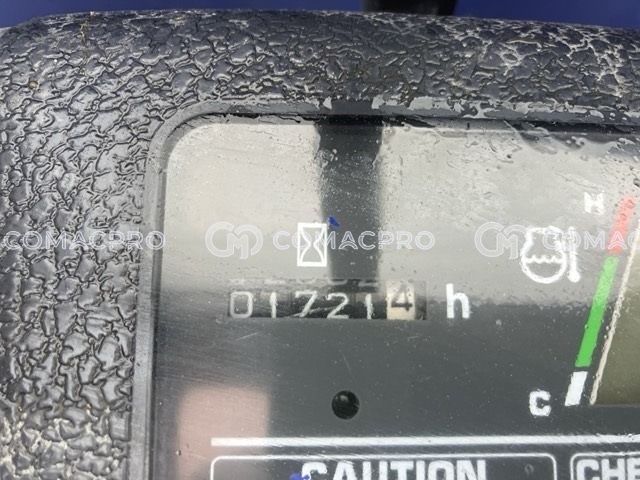 H
COMACPRO COMACPRO COMACPRO
017214 h
C
CAUTION CHE